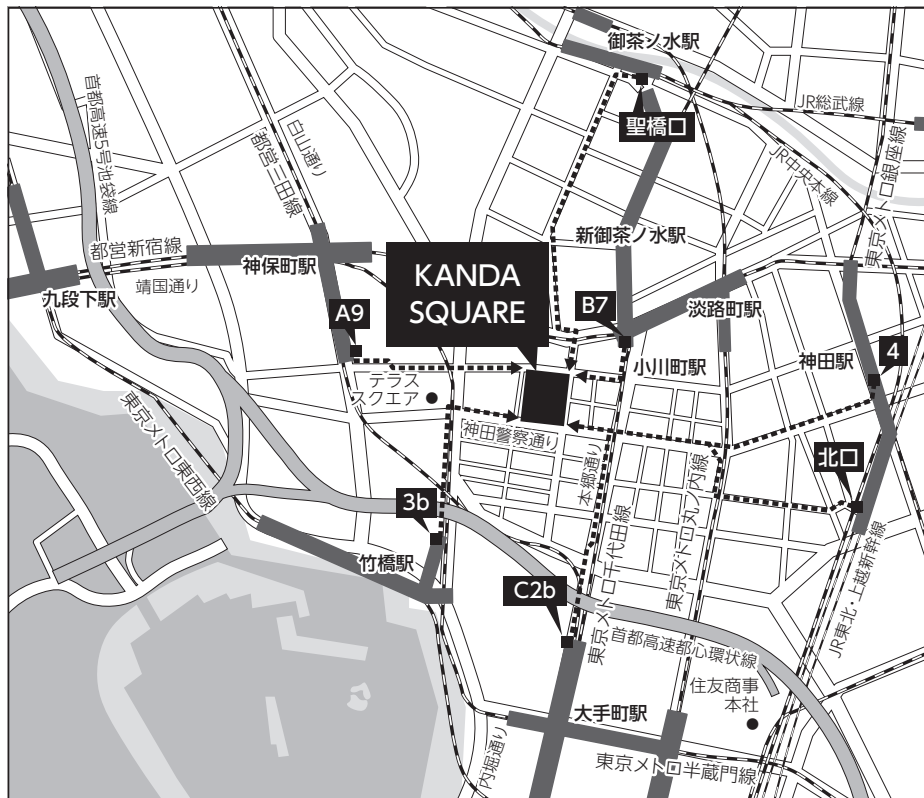 御茶ノ水駅
聖橋口
JR総武線
JR中央本線
東京メトロ銀座線
首都高速5号池袋線
白山通り
都営三田線
都営新宿線
靖国通り
神保町駅
九段下駅
新御茶ノ水駅
KANDA
SQUARE
B7
淡路町駅
A9
小川町駅
神田駅
4
テラス
スクエア
神田警察通り
北口
東京メトロ東西線
本郷通り
東京メトロ丸ノ内線
3b
竹橋駅
東京メトロ千代田線
C2b
首都高速都心環状線
JR東北・上越新幹線
住友商事
本社
大手町駅
内堀通り
東京メトロ半蔵門線